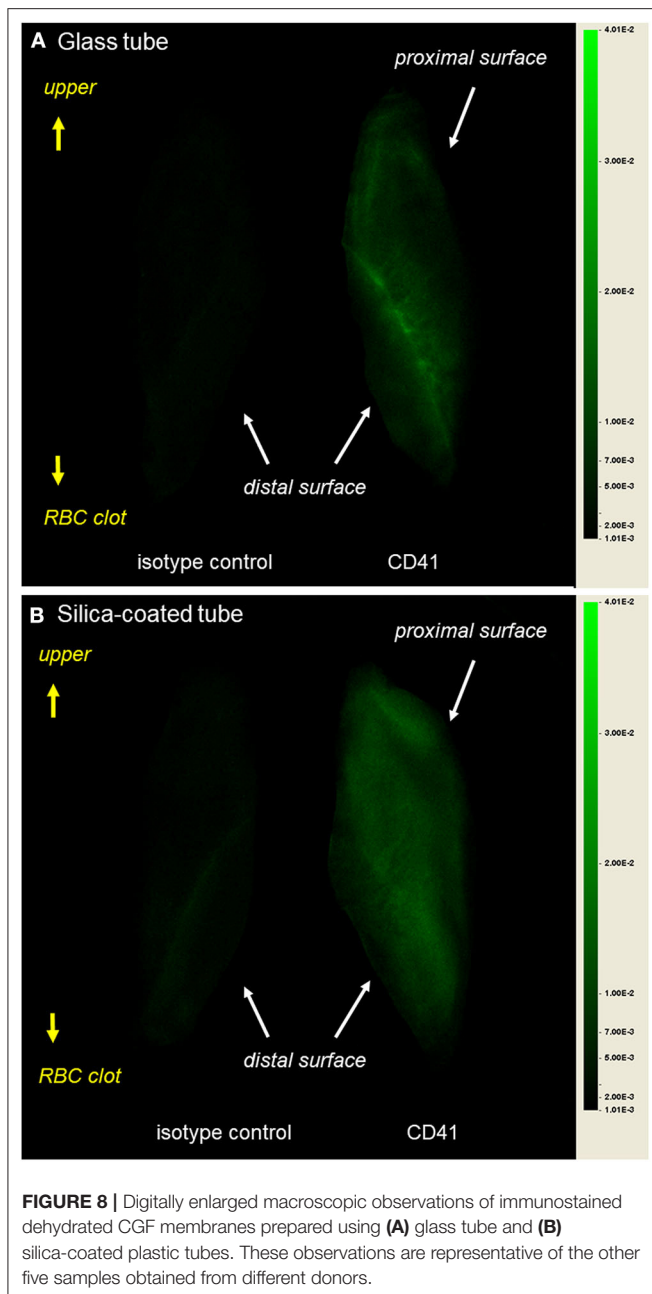 A Glass tube
proximal surface
upper
distal surface
RBC clot
isotype control
CD41
4.01E-2
3.00E-2
2.00E-2
1.00E-2
7.00E-3
5.00E-3
2.00E-3
1.01E-3
B Silica-coated tube
proximal surface
upper
distal surface
RBC clot
isotype control
CD41
4.01E-2
3.00E-2
2.00E-2
1.00E-2
7.00E-3
5.00E-3
2.00E-3
1.01E-3
FIGURE 8 | Digitally enlarged macroscopic observations of immunostained
dehydrated CGF membranes prepared using (A) glass tube and (B)
silica-coated plastic tubes. These observations are representative of the other
five samples obtained from different donors.